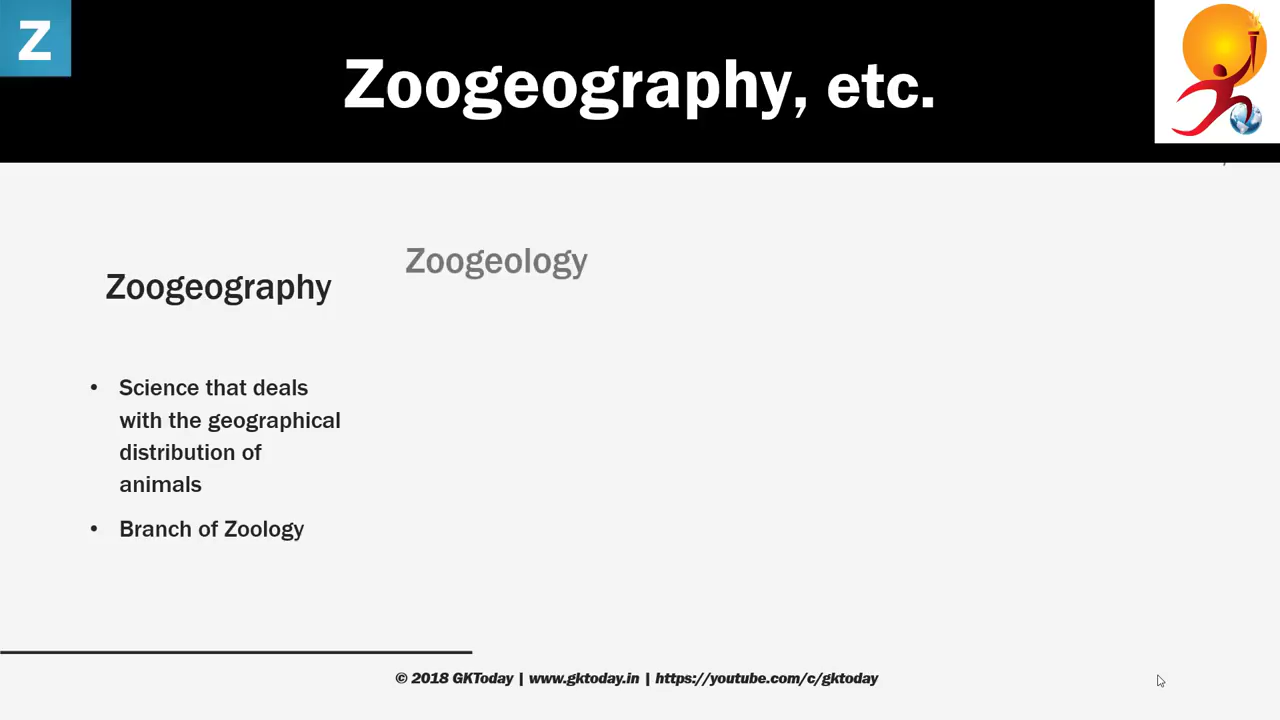 Z
Zoogeography, etc.
Zoogeography
• Science that deals
with the geographical
distribution of
animals
• Branch of Zoology
Zoogeology
© 2018 GKToday | www.gktoday.in | https://youtube.com/c/gktoday